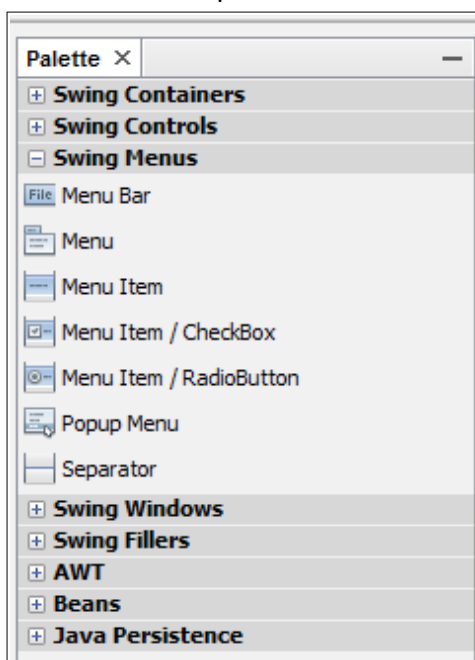 Palette
Swing Containers
Swing Controls
Swing Menus
File Menu Bar
Menu
Menu Item
Menu Item / CheckBox
Menu Item / RadioButton
Popup Menu
Separator
Swing Windows
Swing Fillers
AWT
Beans
Java Persistence